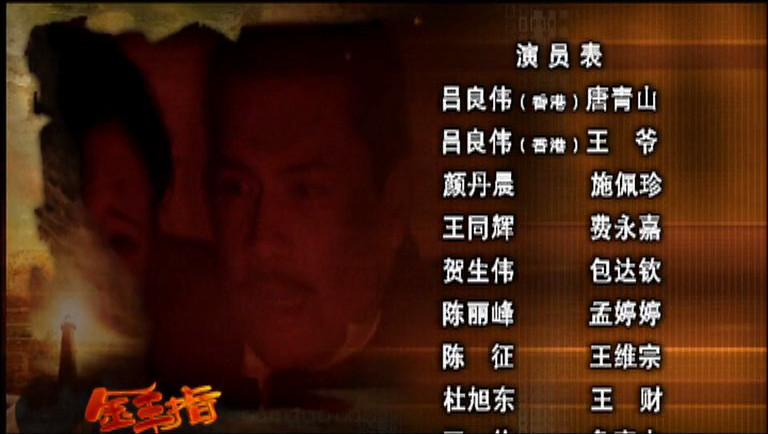 演员表
吕良伟（香港）唐青山
吕良伟（香港）王 爷
颜丹晨 施佩珍
王同辉 费永嘉
贺生伟 包达钦
陈丽峰 孟婷婷
陈 征 王维宗
杜旭东 王 财
金手指